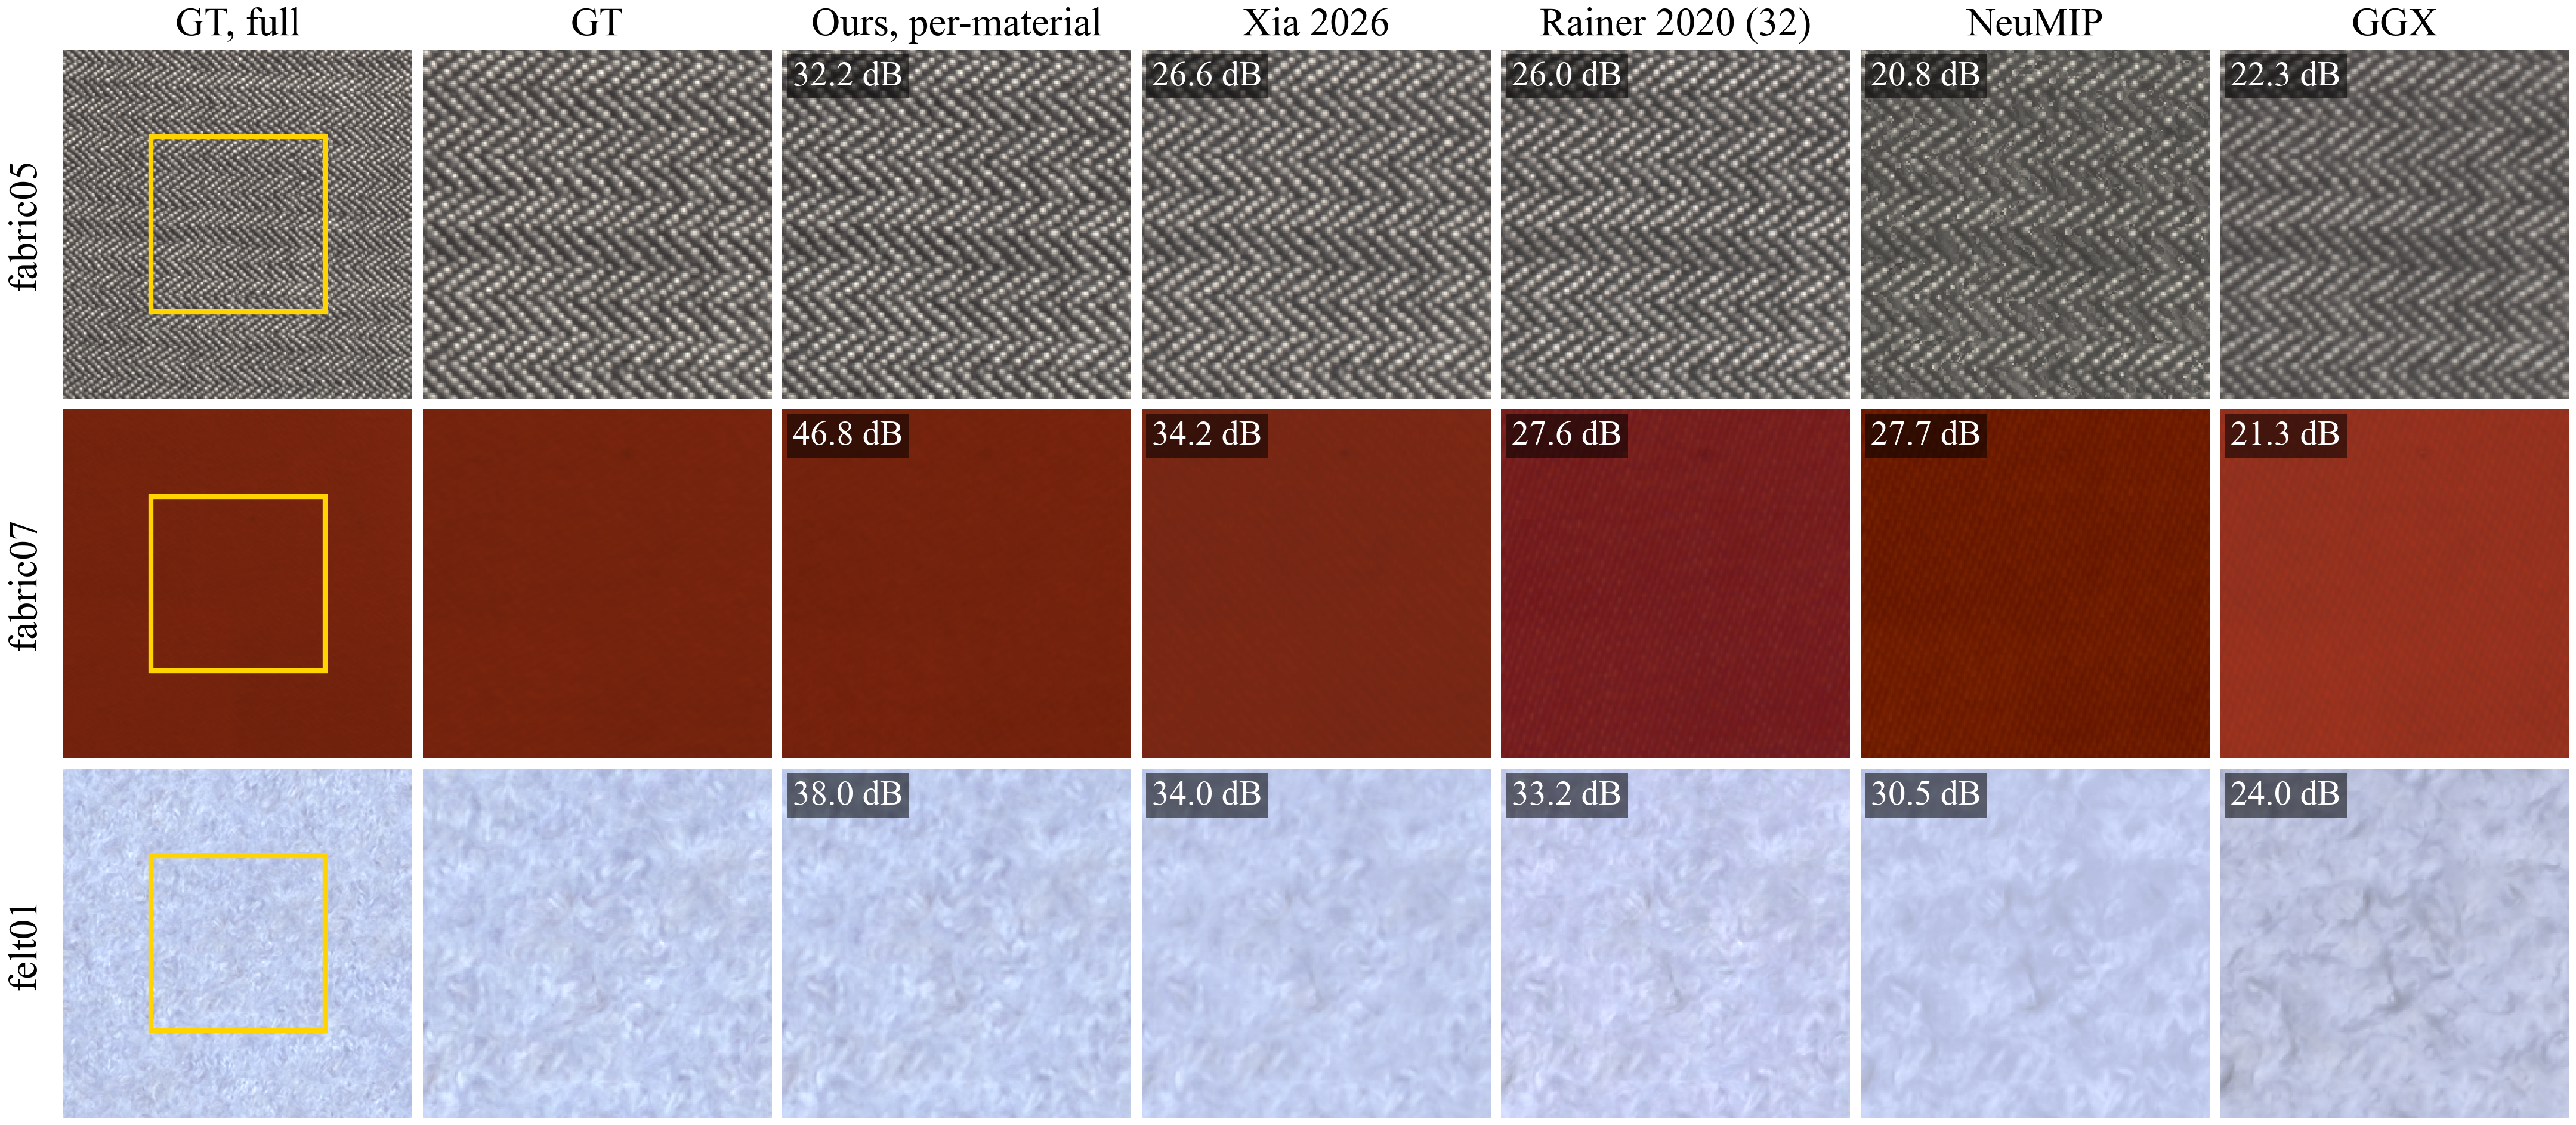 GT, full GT Ours, per-material Xia 2026 Rainer 2020 (32) NeuMIP GGX
fabric05 32.2 dB 26.6 dB 26.0 dB 20.8 dB 22.3 dB
fabric07 46.8 dB 34.2 dB 27.6 dB 27.7 dB 21.3 dB
felt01 38.0 dB 34.0 dB 33.2 dB 30.5 dB 24.0 dB